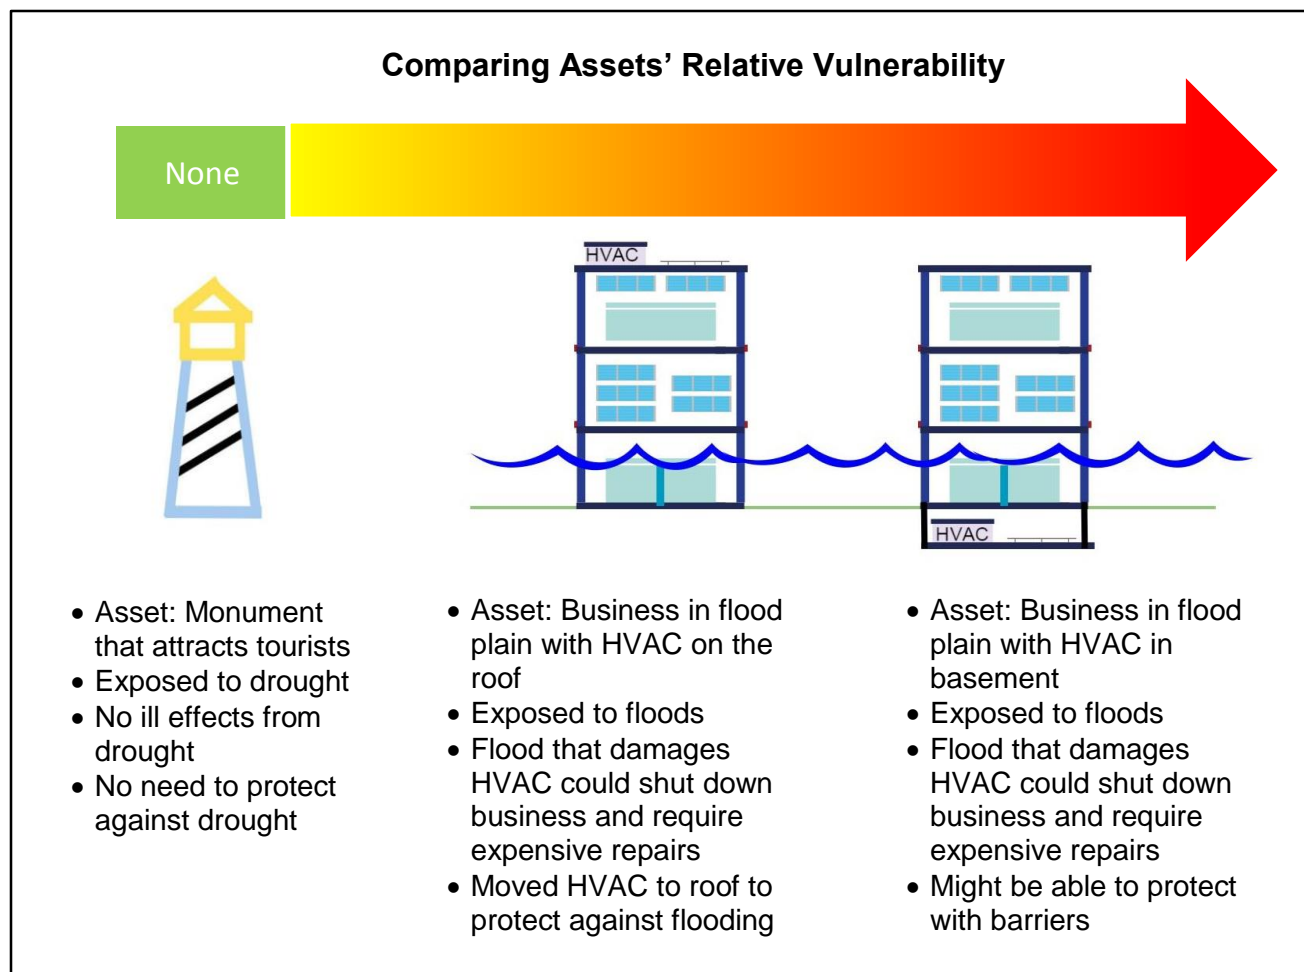 Comparing Assets’ Relative Vulnerability
None
HVAC
HVAC
• Asset: Monument
that attracts tourists
• Exposed to drought
• No ill effects from
drought
• No need to protect
against drought
• Asset: Business in flood
plain with HVAC on the
roof
• Exposed to floods
• Flood that damages
HVAC could shut down
business and require
expensive repairs
• Moved HVAC to roof to
protect against flooding
• Asset: Business in flood
plain with HVAC in
basement
• Exposed to floods
• Flood that damages
HVAC could shut down
business and require
expensive repairs
• Might be able to protect
with barriers